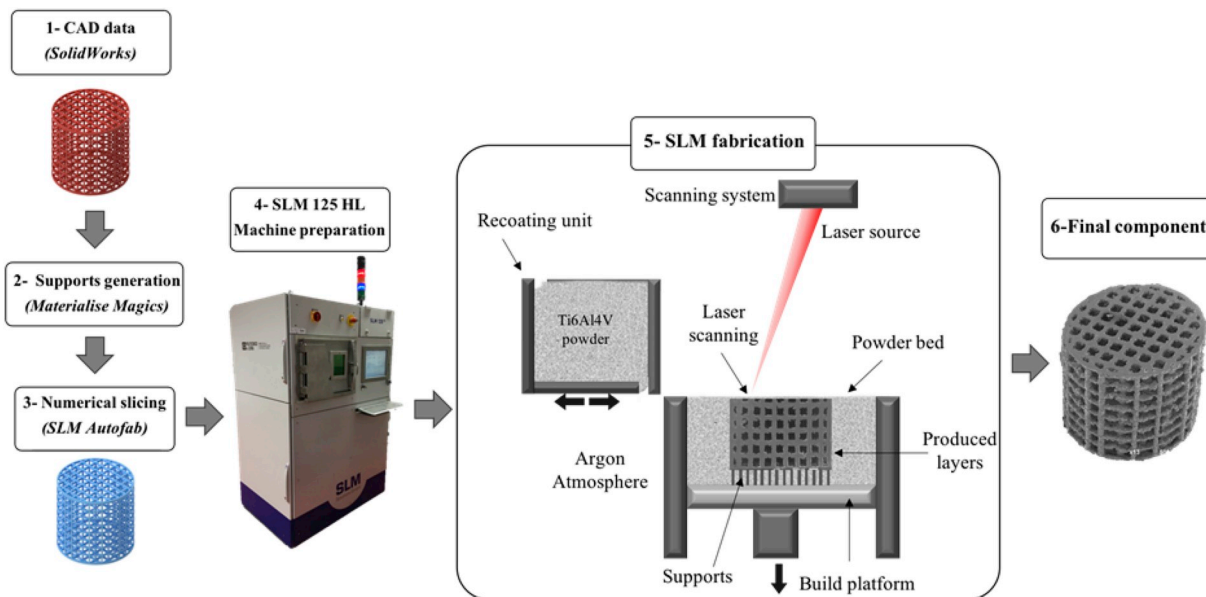 1- CAD data
(SolidWorks)
2- Supports generation
(Materialise Magics)
3- Numerical slicing
(SLM Autofab)
4- SLM 125 HL
Machine preparation
SLM
5- SLM fabrication
Scanning system
Laser source
Recoating unit
Ti6Al4V
powder
Laser
scanning
Powder bed
Argon
Atmosphere
Produced
layers
Supports
Build platform
6-Final component